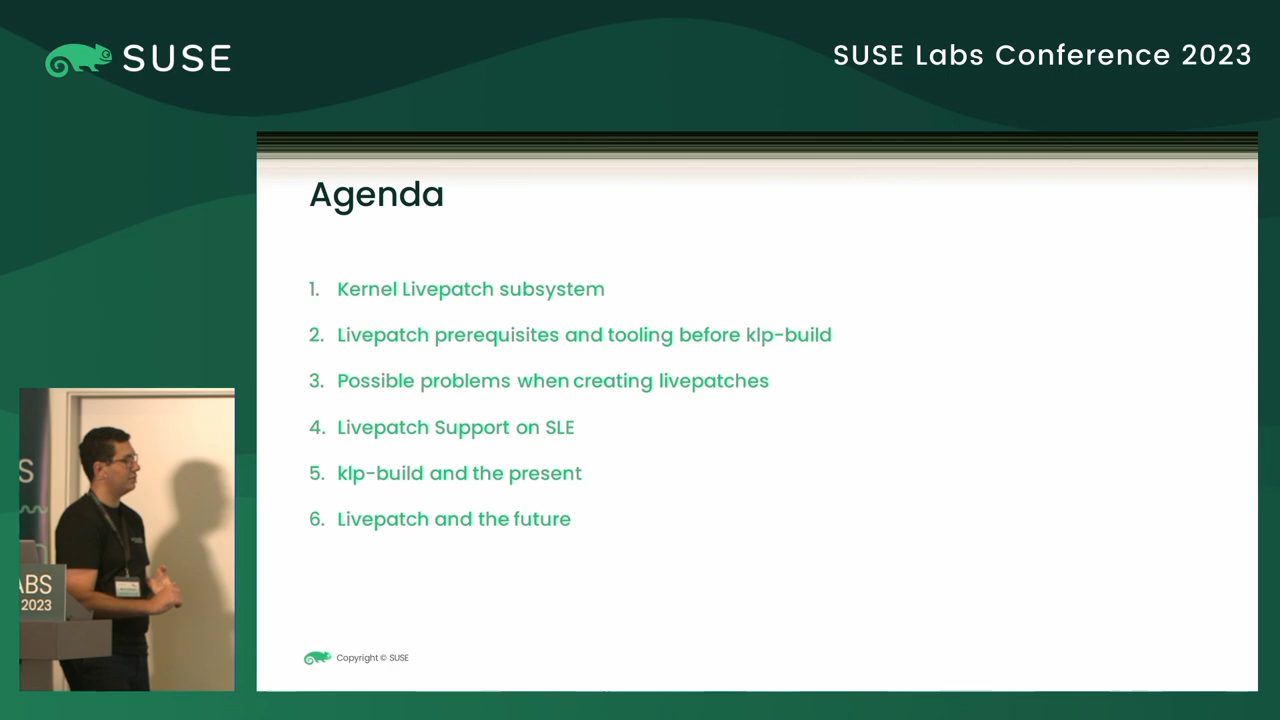 SUSE
SUSE Labs Conference 2023
Agenda
1. Kernel Livepatch subsystem
2. Livepatch prerequisites and tooling before klp-build
3. Possible problems when creating livepatches
4. Livepatch Support on SLE
5. klp-build and the present
6. Livepatch and the future
S
ABS
2023
Copyright © SUSE